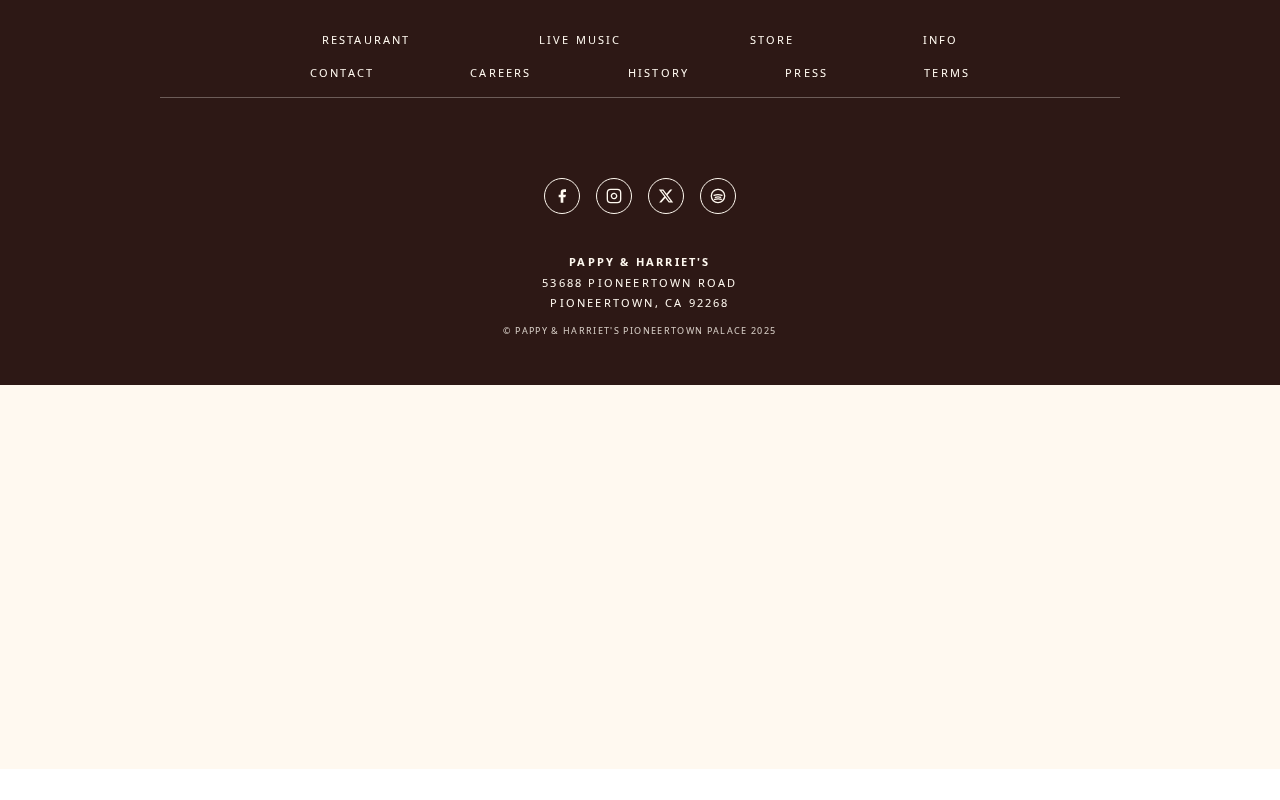 RESTAURANT LIVE MUSIC STORE INFO
CONTACT CAREERS HISTORY PRESS TERMS
PAPPY & HARRIET'S
53688 PIONEERTOWN ROAD
PIONEERTOWN, CA 92268
© PAPPY & HARRIET'S PIONEERTOWN PALACE 2025